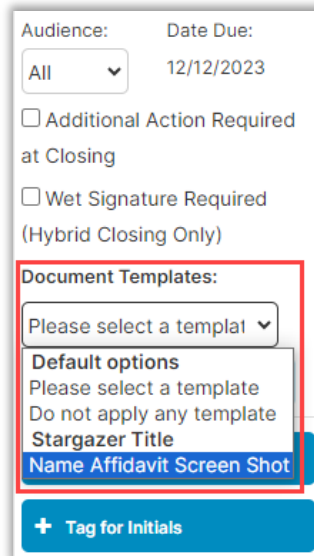 Audience: Date Due:
All 12/12/2023
Additional Action Required
at Closing
Wet Signature Required
(Hybrid Closing Only)
Document Templates:
Please select a templat
Default options
Please select a template
Do not apply any template
Stargazer Title
Name Affidavit Screen Shot
+ Tag for Initials